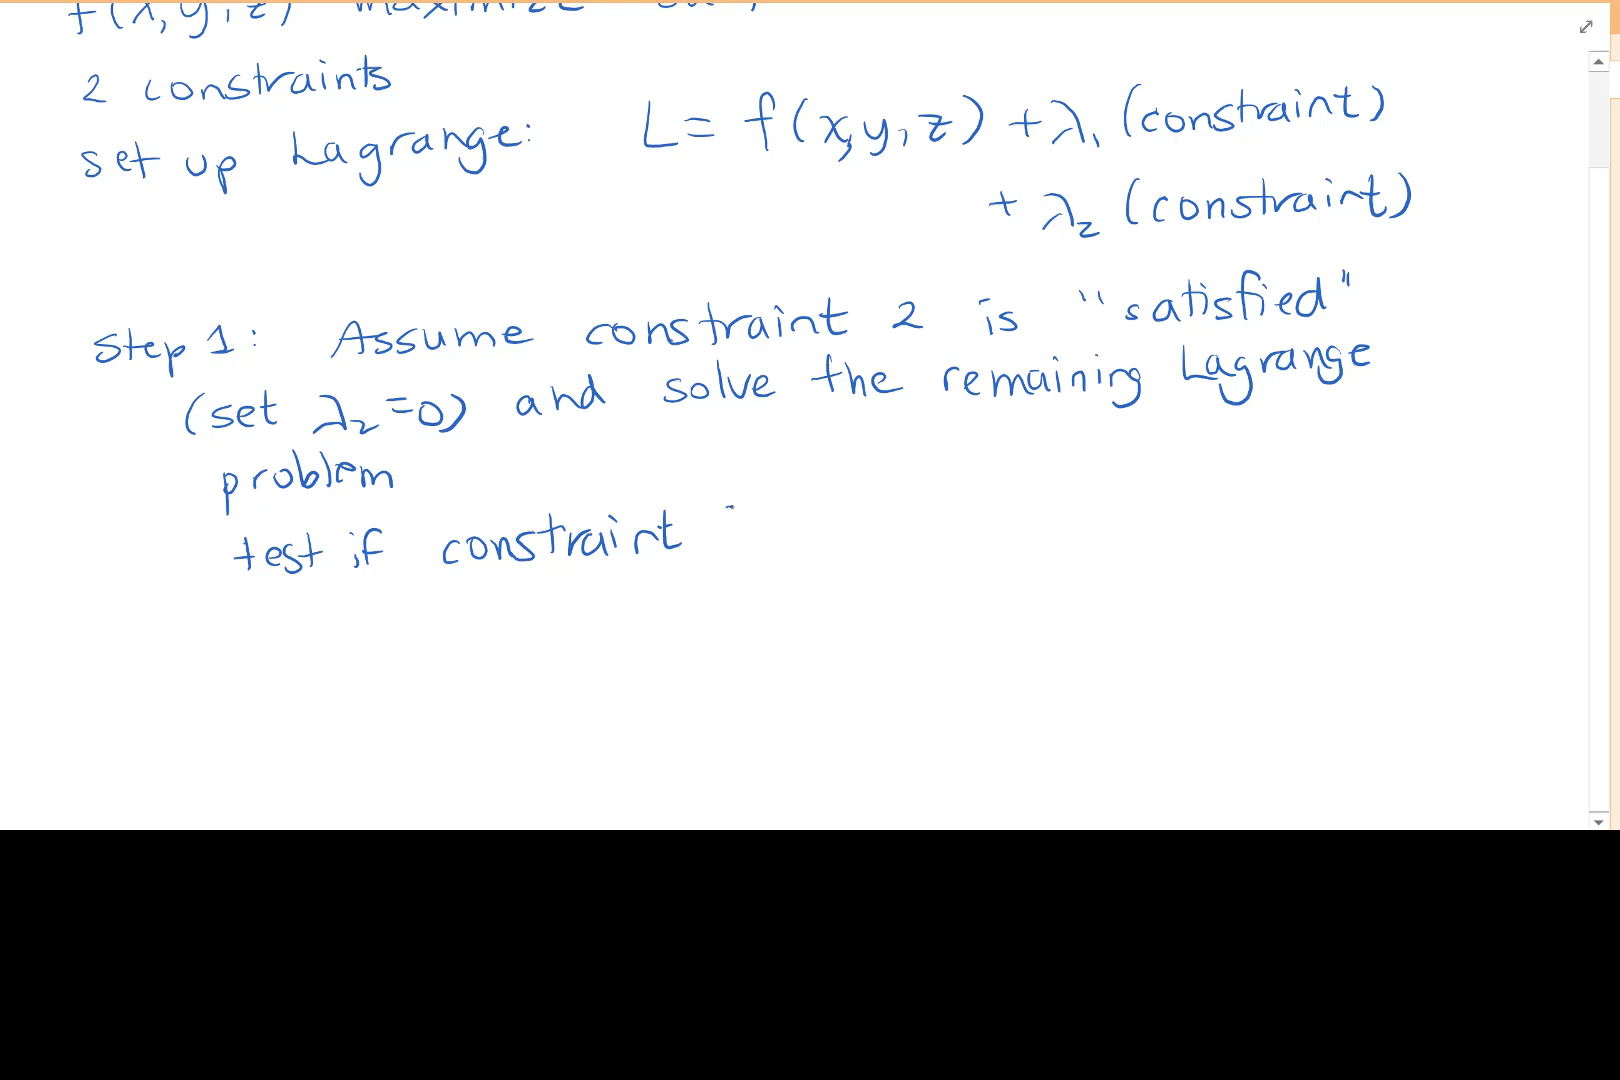 f(x, y, z) maximize
2 constraints
set up Lagrange: L = f(x,y,z) + λ₁ (constraint)
+ λ₂ (constraint)
Step 1: Assume constraint 2 is "satisfied"
(set λ₂ = 0) and solve the remaining Lagrange
problem
test if constraint